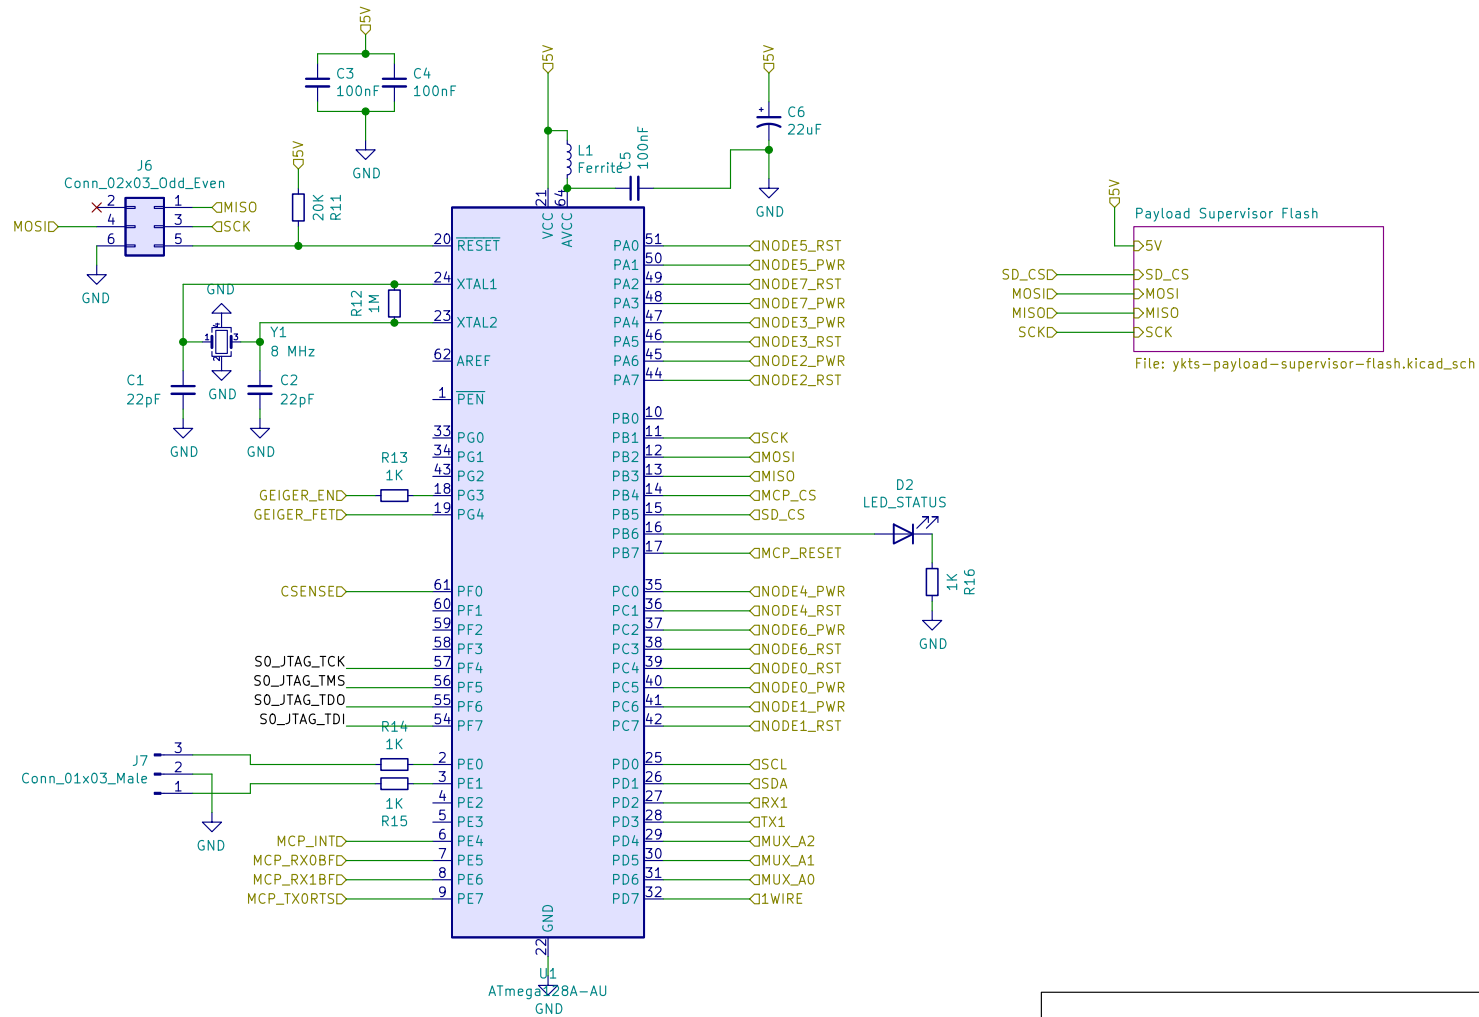 5V
C3
100nF
C4
100nF
GND
5V
5V
C6
22uF
GND
L1
Ferrite
C5
100nF
J6
Conn_02x03_Odd_Even
5V
20K
R11
2
1
MISO
MOSI
4
3
SCK
6
5
GND
21
VCC
64
AVCC
20
RESET
24
XTAL1
23
XTAL2
62
AREF
1
PEN
33
PG0
34
PG1
43
PG2
18
PG3
19
PG4
61
PF0
60
PF1
59
PF2
58
PF3
57
PF4
56
PF5
55
PF6
54
PF7
2
PE0
3
PE1
4
PE2
5
PE3
6
PE4
7
PE5
8
PE6
9
PE7
GND
R12
1M
4
1
3
2
Y1
8 MHz
GND
C1
22pF
C2
22pF
GND
GND
R13
1K
GEIGER_EN
GEIGER_FET
CSENSE
S0_JTAG_TCK
S0_JTAG_TMS
S0_JTAG_TDO
S0_JTAG_TDI
R14
1K
J7
Conn_01x03_Male
3
2
1
1K
R15
GND
MCP_INT
MCP_RX0BF
MCP_RX1BF
MCP_TX0RTS
PA0 51 NODE5_RST
PA1 50 NODE5_PWR
PA2 49 NODE7_RST
PA3 48 NODE7_PWR
PA4 47 NODE3_PWR
PA5 46 NODE3_RST
PA6 45 NODE2_PWR
PA7 44 NODE2_RST
PB0 10
PB1 11 SCK
PB2 12 MOSI
PB3 13 MISO
PB4 14 MCP_CS
PB5 15 SD_CS
PB6 16
PB7 17 MCP_RESET
PC0 35 NODE4_PWR
PC1 36 NODE4_RST
PC2 37 NODE6_PWR
PC3 38 NODE6_RST
PC4 39 NODE0_RST
PC5 40 NODE0_PWR
PC6 41 NODE1_PWR
PC7 42 NODE1_RST
PD0 25 SCL
PD1 26 SDA
PD2 27 RX1
PD3 28 TX1
PD4 29 MUX_A2
PD5 30 MUX_A1
PD6 31 MUX_A0
PD7 32 1WIRE
GND
22
U1
ATmega128A-AU
GND
D2
LED_STATUS
1K
R16
GND
5V
Payload Supervisor Flash
5V
SD_CS SD_CS
MOSI MOSI
MISO MISO
SCK SCK
File: ykts-payload-supervisor-flash.kicad_sch